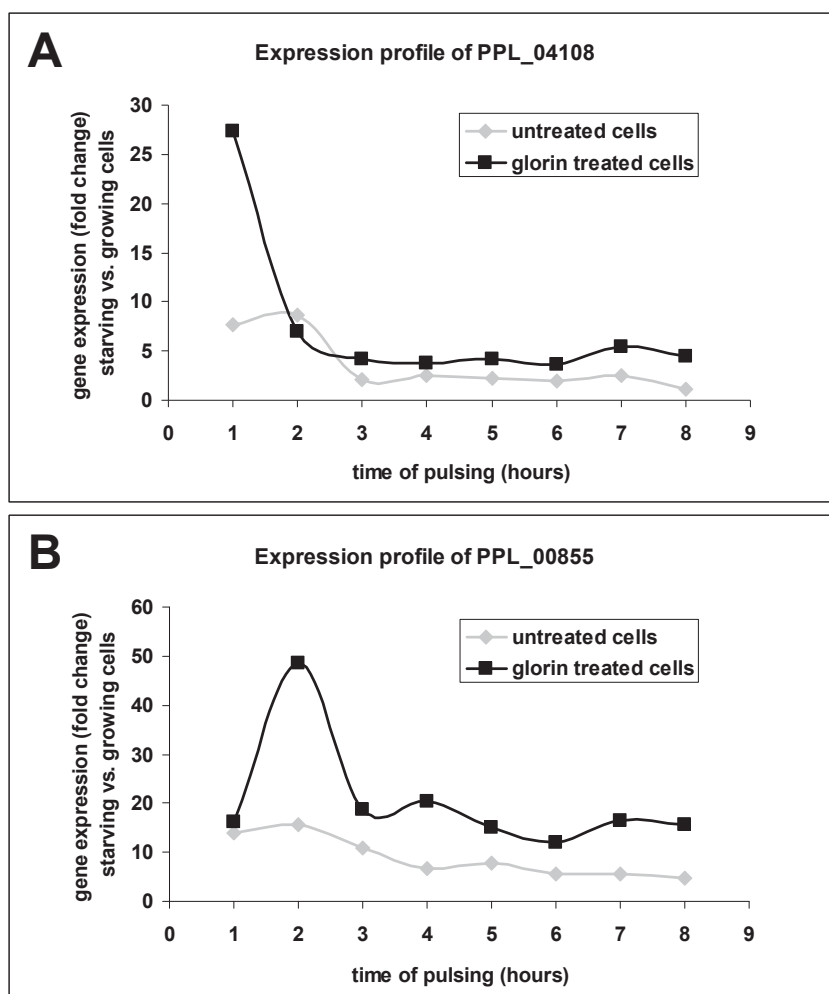 A
Expression profile of PPL_04108
gene expression (fold change)
starving vs. growing cells
30
25
20
15
10
5
0
untreated cells
glorin treated cells
0 1 2 3 4 5 6 7 8 9
time of pulsing (hours)
B
Expression profile of PPL_00855
gene expression (fold change)
starving vs. growing cells
60
50
40
30
20
10
0
untreated cells
glorin treated cells
0 1 2 3 4 5 6 7 8 9
time of pulsing (hours)